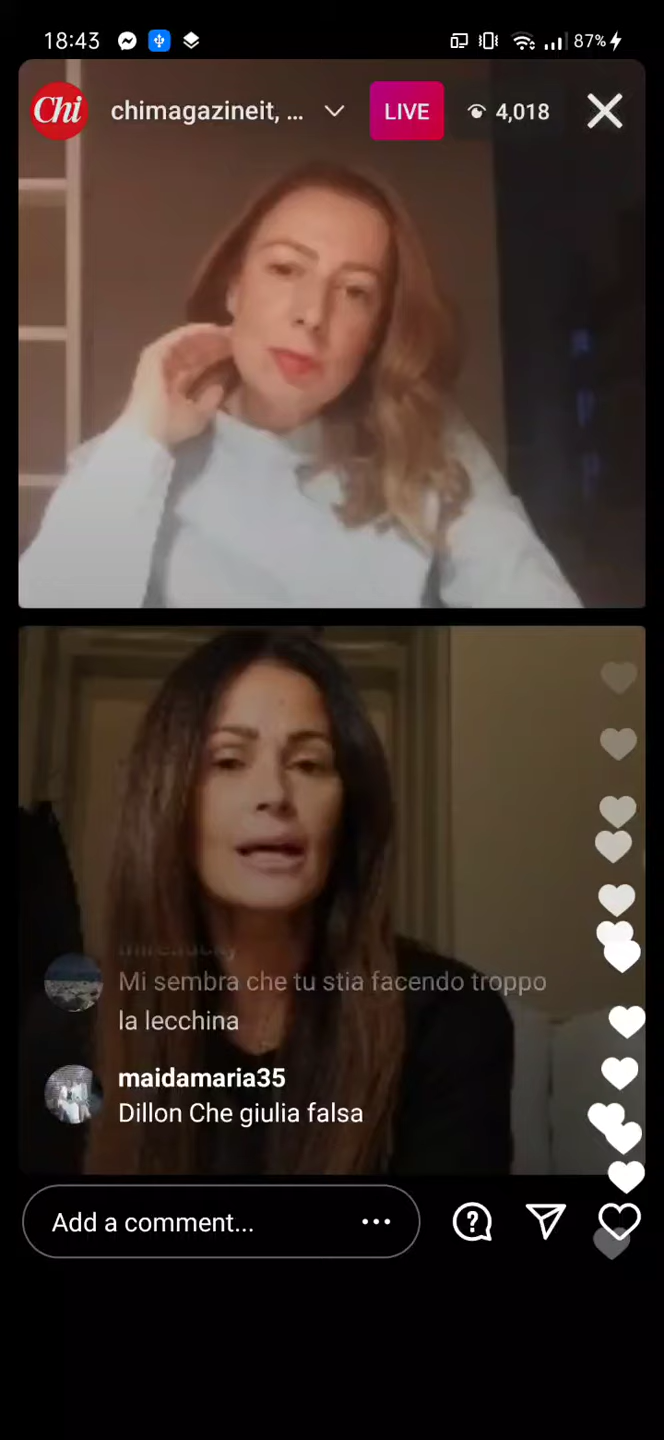 18:43
87%
Chi
chimagazineit, ...
LIVE
4,018
Mi sembra che tu stia facendo troppo
la lecchina
maidamaria35
Dillon Che giulia falsa
Add a comment...